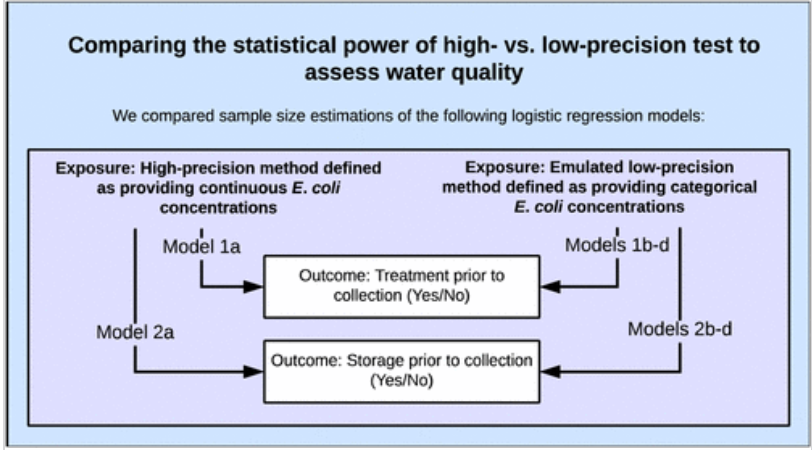 Comparing the statistical power of high- vs. low-precision test to
assess water quality
We compared sample size estimations of the following logistic regression models:
Exposure: High-precision method defined
as providing continuous E. coli
concentrations
Exposure: Emulated low-precision
method defined as providing categorical
E. coli concentrations
Model 1a
Models 1b-d
Outcome: Treatment prior to
collection (Yes/No)
Model 2a
Models 2b-d
Outcome: Storage prior to collection
(Yes/No)